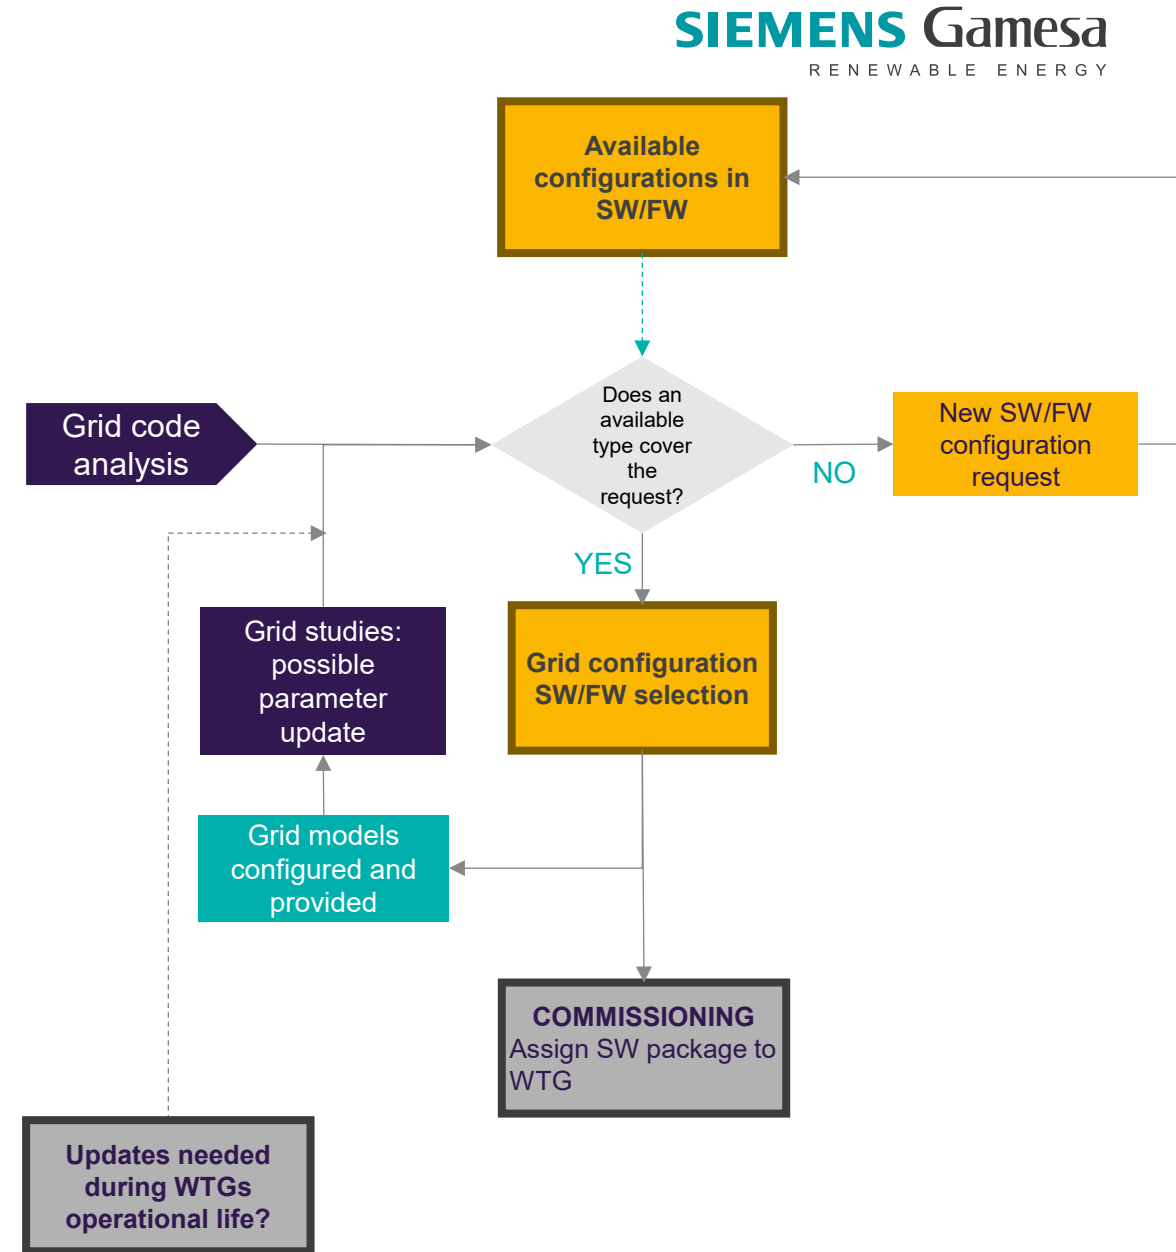 SIEMENS Gamesa
RENEWABLE ENERGY
Available
configurations in
SW/FW
Grid code
analysis
Does an
available
type cover
the
request?
NO
New SW/FW
configuration
request
YES
Grid studies:
possible
parameter
update
Grid configuration
SW/FW selection
Grid models
configured and
provided
COMMISSIONING
Assign SW package to
WTG
Updates needed
during WTGs
operational life?